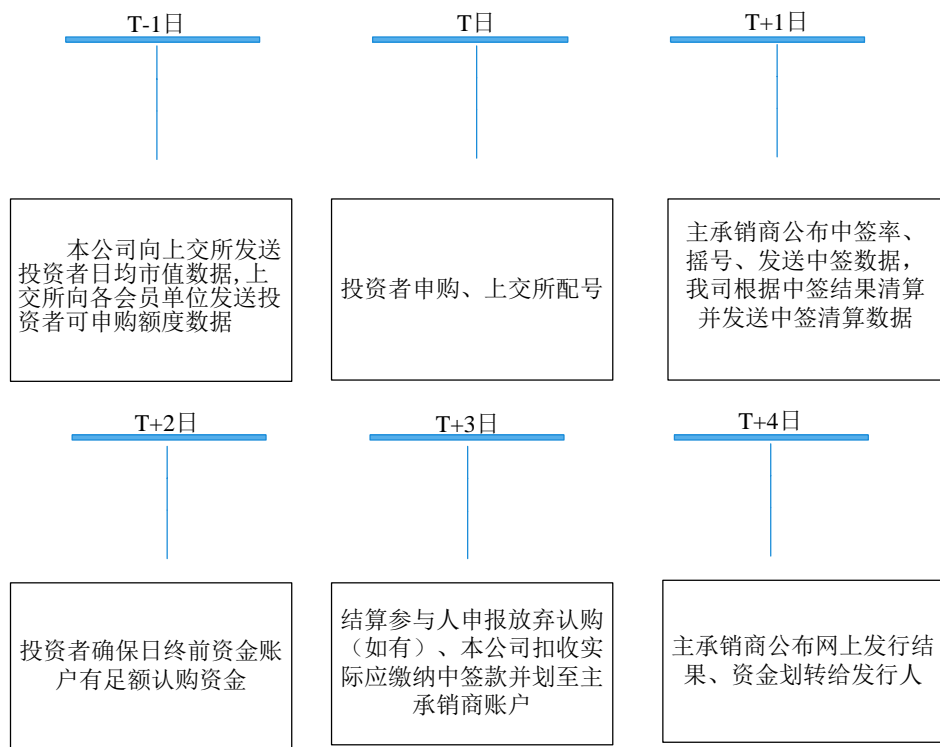 T-1日
T日
T+1日
本公司向上交所发送
投资者日均市值数据,上
交所向各会员单位发送投
资者可申购额度数据
投资者申购、上交所配号
主承销商公布中签率、
摇号、发送中签数据，
我司根据中签结果清算
并发送中签清算数据
T+2日
T+3日
T+4日
投资者确保日终前资金账
户有足额认购资金
结算参与人申报放弃认购
（如有）、本公司扣收实
际应缴纳中签款并划至主
承销商账户
主承销商公布网上发行结
果、资金划转给发行人